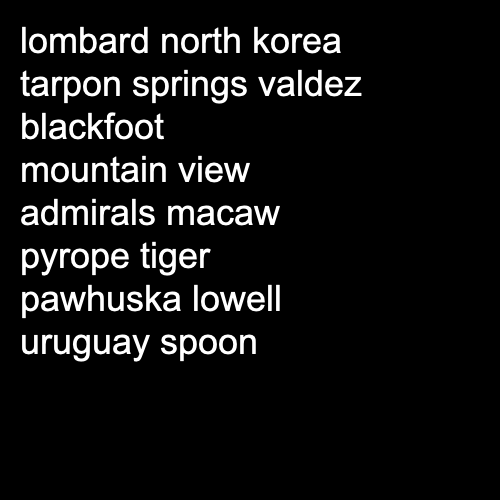 lombard north korea
tarpon springs valdez
blackfoot
mountain view
admirals macaw
pyrope tiger
pawhuska lowell
uruguay spoon